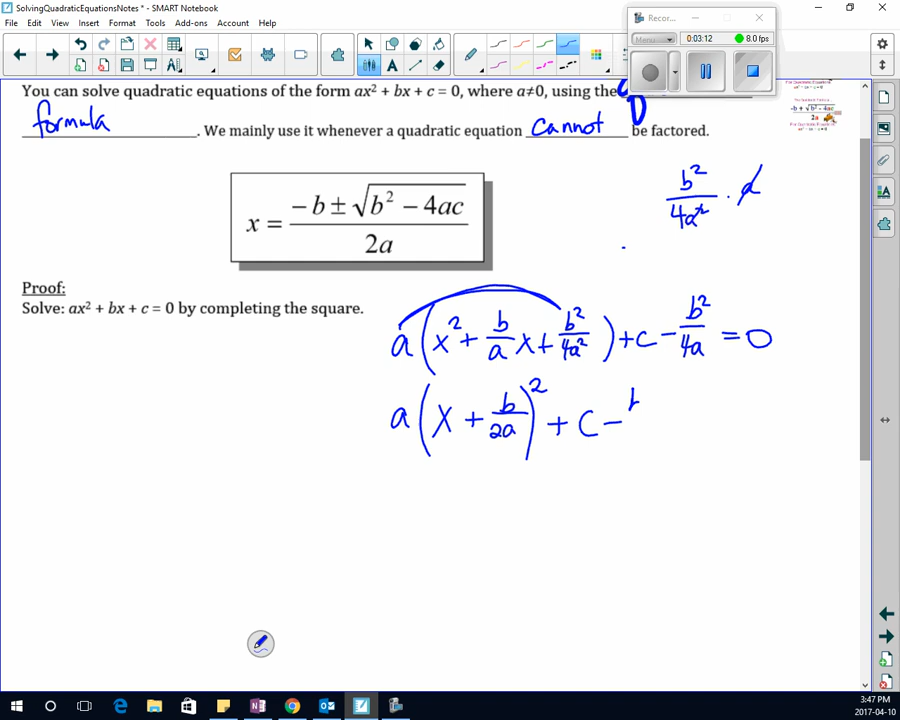 SolvingQuadraticEquationsNotes * - SMART Notebook
File Edit View Insert Format Tools Add-ons Account Help
Recor...
Menu
0:03:12
8.0 fps
You can solve quadratic equations of the form ax² + bx + c = 0, where a≠0, using the
formula . We mainly use it whenever a quadratic equation cannot be factored.
x = (-b ± √(b² - 4ac)) / 2a
b²/4a² · a
Proof:
Solve: ax² + bx + c = 0 by completing the square.
a(x² + b/a x + b²/4a²) + c - b²/4a = 0
a(x + b/2a)² + c -
3:47 PM
2017-04-10